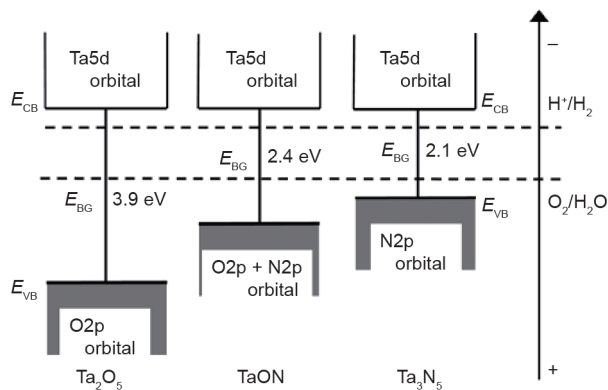 Ta5d
orbital
Ta5d
orbital
Ta5d
orbital
–
E_CB
E_CB
H⁺/H₂
E_BG 2.4 eV
E_BG 2.1 eV
E_BG 3.9 eV
E_VB
O₂/H₂O
N2p
orbital
O2p + N2p
orbital
E_VB
O2p
orbital
Ta₂O₅
TaON
Ta₃N₅
+